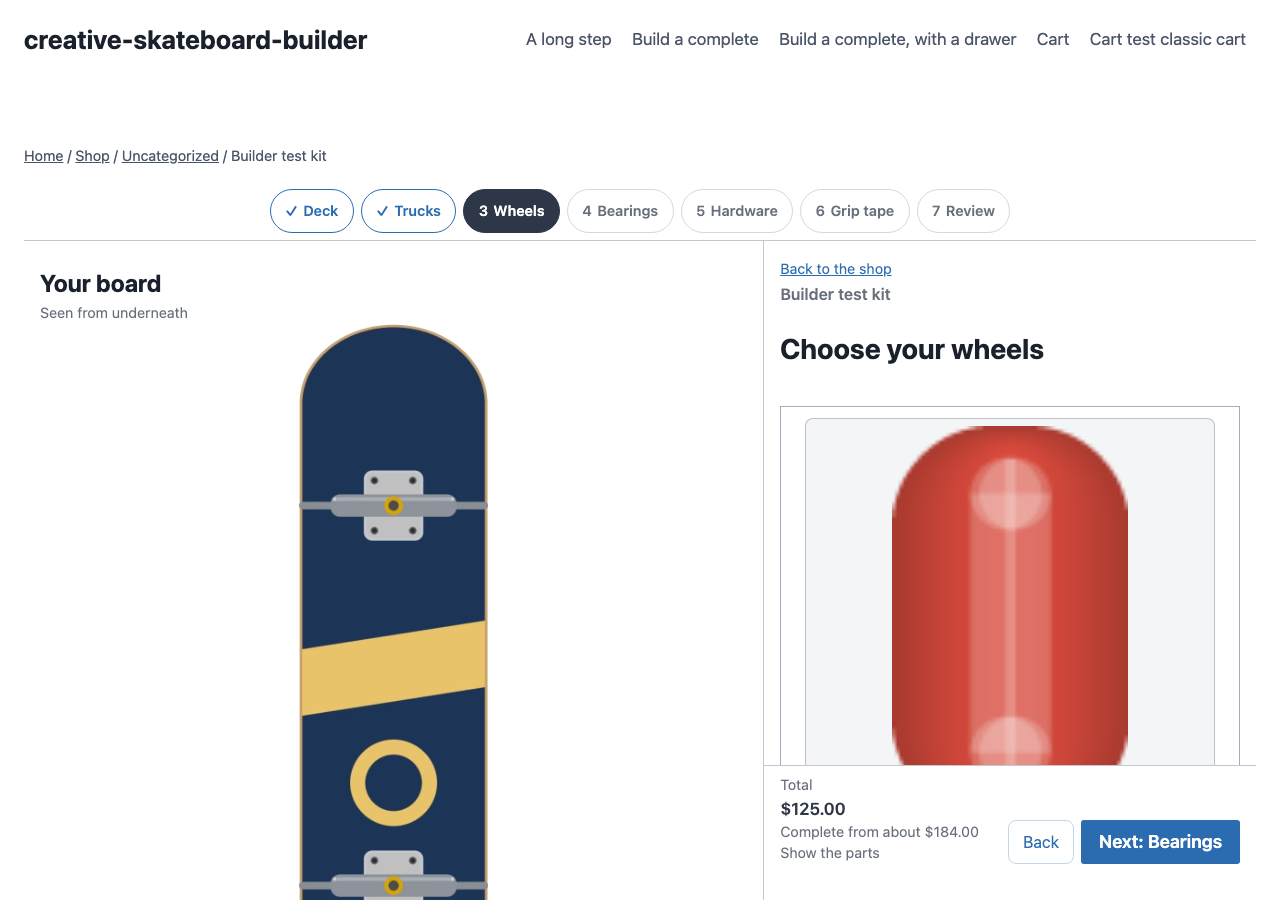 creative-skateboard-builder
A long step
Build a complete
Build a complete, with a drawer
Cart
Cart test classic cart
Home / Shop / Uncategorized / Builder test kit
✓ Deck
✓ Trucks
3 Wheels
4 Bearings
5 Hardware
6 Grip tape
7 Review
Your board
Seen from underneath
Back to the shop
Builder test kit
Choose your wheels
Total
$125.00
Complete from about $184.00
Show the parts
Back
Next: Bearings